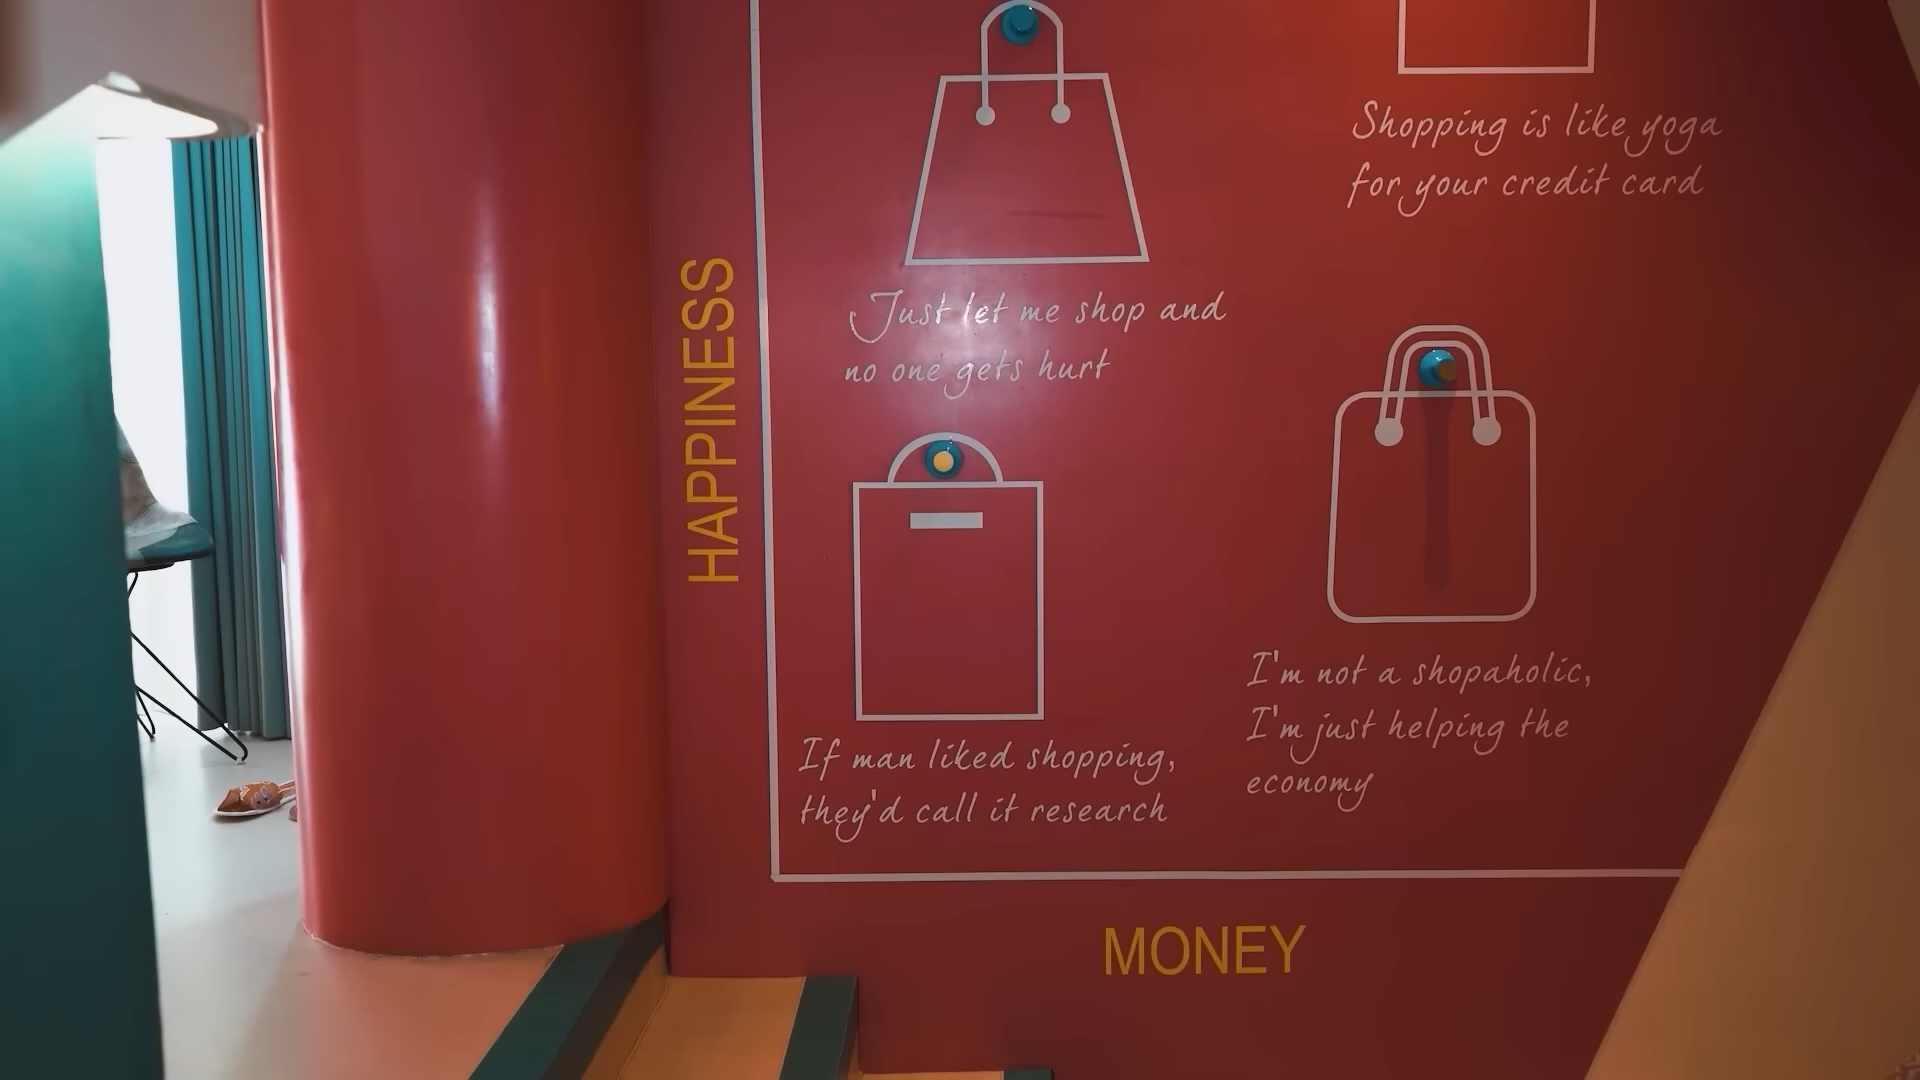 Shopping is like yoga
for your credit card
Just let me shop and
no one gets hurt
HAPPINESS
I'm not a shopaholic,
I'm just helping the
economy
If man liked shopping,
they'd call it research
MONEY